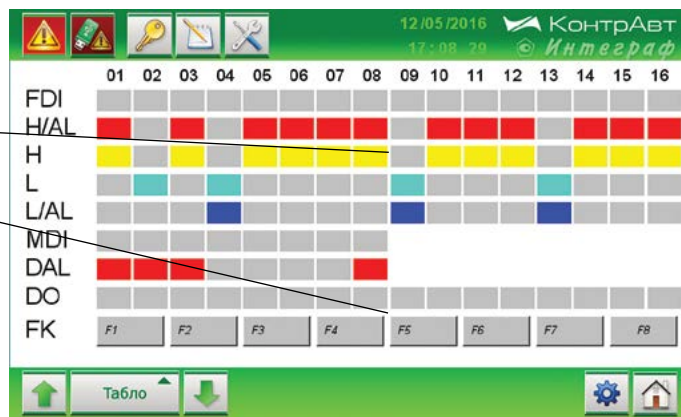 12/05/2016 КонтрАвт
17:08 29 © Интеграф
01 02 03 04 05 06 07 08 09 10 11 12 13 14 15 16
FDI
H/AL
H
L
L/AL
MDI
DAL
DO
FK F1 F2 F3 F4 F5 F6 F7 F8
Табло